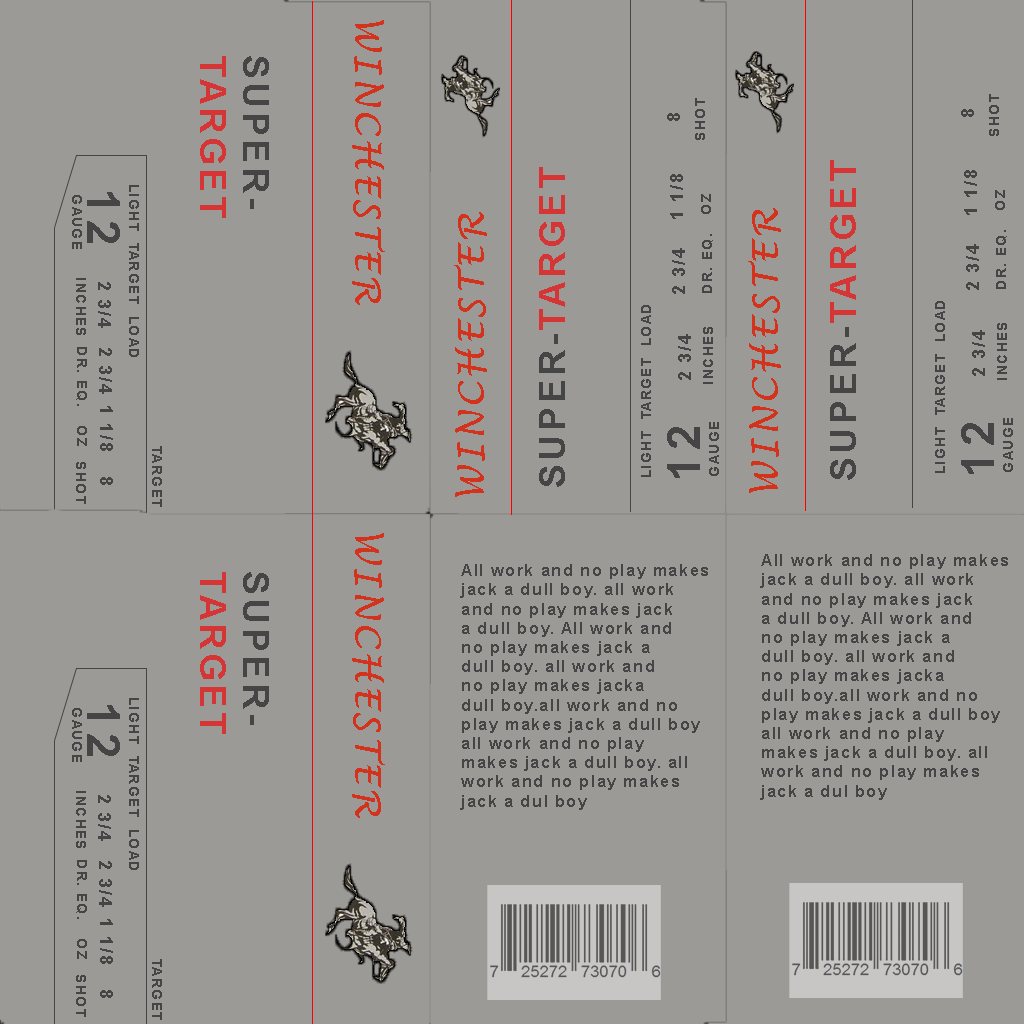 SUPER-
TARGET
LIGHT TARGET LOAD
12
GAUGE
2 3/4 2 3/4 1 1/8 8
INCHES DR. EQ. OZ SHOT
TARGET
WINCHESTER
WINCHESTER
SUPER-TARGET
LIGHT TARGET LOAD
12 2 3/4 2 3/4 1 1/8 8
GAUGE INCHES DR. EQ. OZ SHOT
WINCHESTER
SUPER-TARGET
LIGHT TARGET LOAD
12 2 3/4 2 3/4 1 1/8 8
GAUGE INCHES DR. EQ. OZ SHOT
SUPER-
TARGET
LIGHT TARGET LOAD
12
GAUGE
2 3/4 2 3/4 1 1/8 8
INCHES DR. EQ. OZ SHOT
TARGET
WINCHESTER
All work and no play makes
jack a dull boy. all work
and no play makes jack
a dull boy. All work and
no play makes jack a
dull boy. all work and
no play makes jacka
dull boy.all work and no
play makes jack a dull boy
all work and no play
makes jack a dull boy. all
work and no play makes
jack a dul boy
7 25272 73070 6
All work and no play makes
jack a dull boy. all work
and no play makes jack
a dull boy. All work and
no play makes jack a
dull boy. all work and
no play makes jacka
dull boy.all work and no
play makes jack a dull boy
all work and no play
makes jack a dull boy. all
work and no play makes
jack a dul boy
7 25272 73070 6